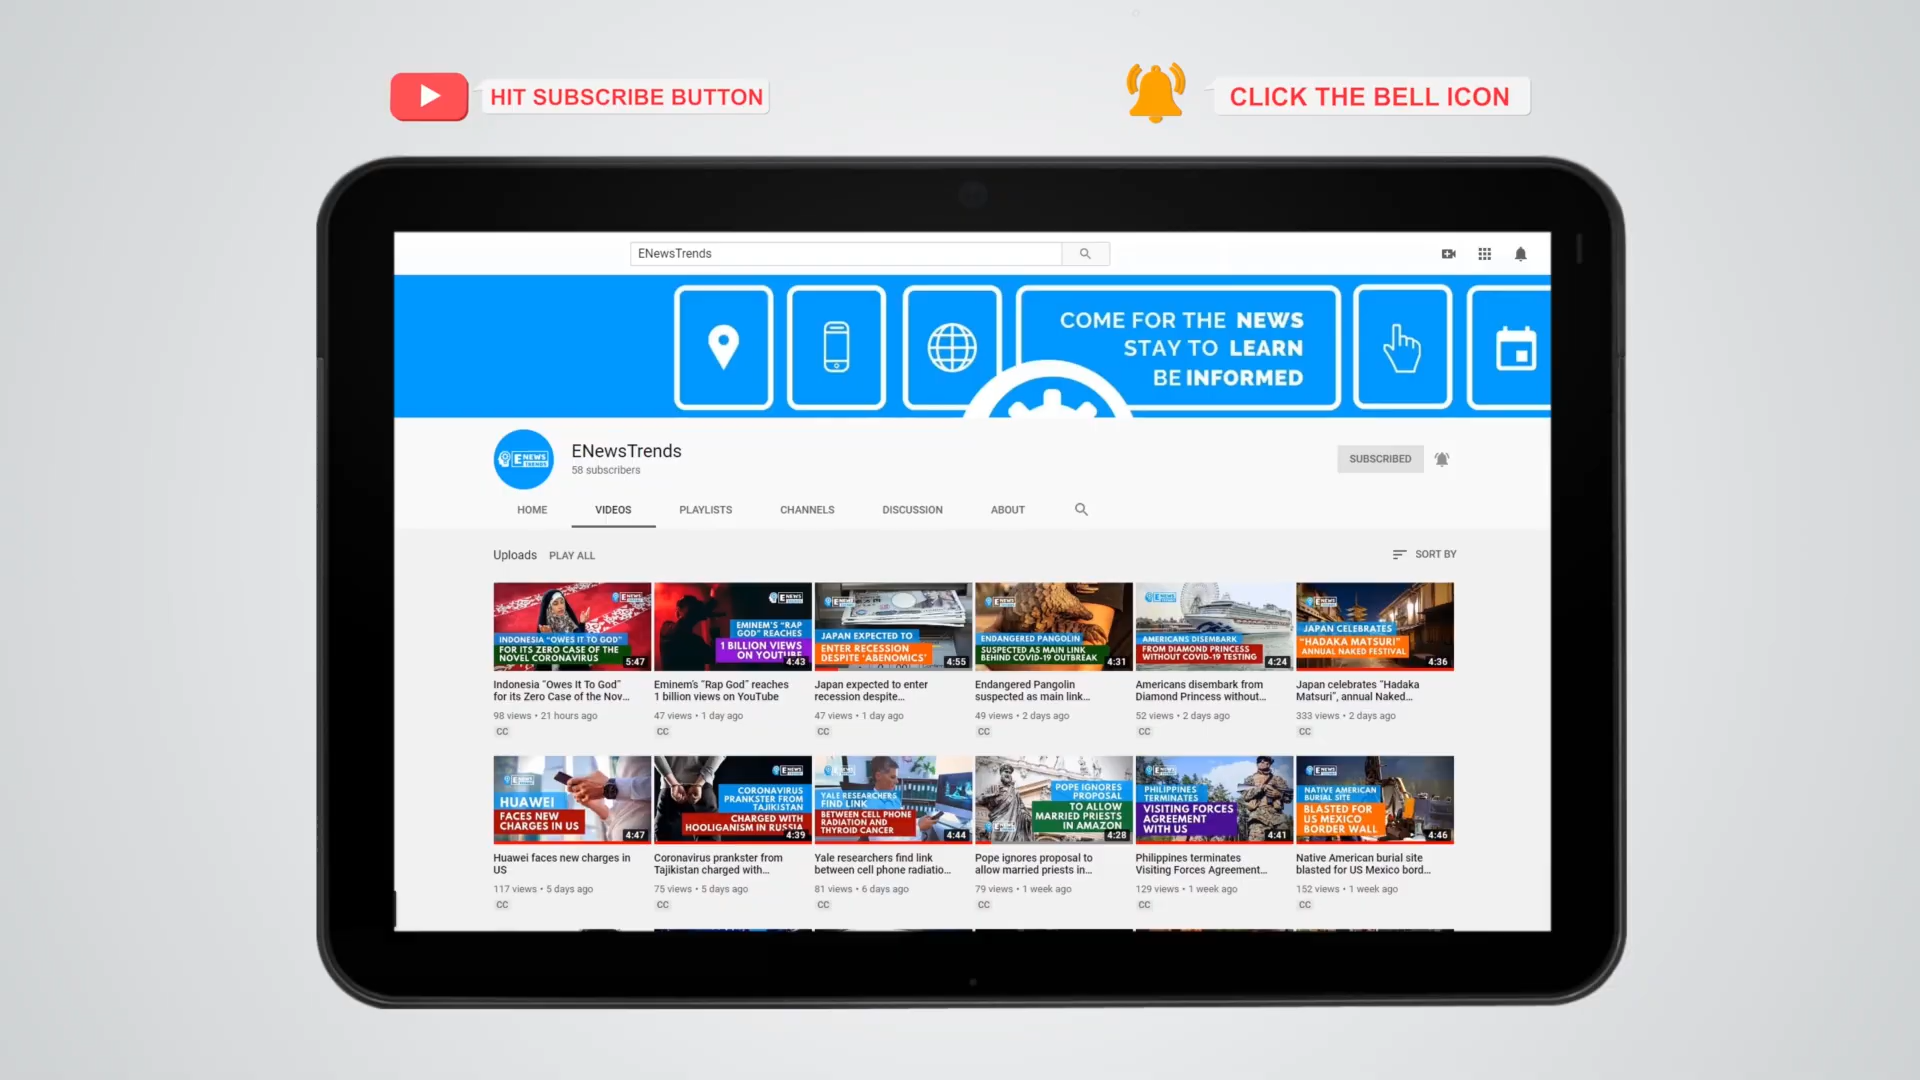 HIT SUBSCRIBE BUTTON
CLICK THE BELL ICON
ENewsTrends
COME FOR THE NEWS
STAY TO LEARN
BE INFORMED
E NEWS
TRENDS
ENewsTrends
58 subscribers
SUBSCRIBED
HOME VIDEOS PLAYLISTS CHANNELS DISCUSSION ABOUT
Uploads PLAY ALL
SORT BY
INDONESIA "OWES IT TO GOD"
FOR ITS ZERO CASE OF THE
NOVEL CORONAVIRUS
5:47
EMINEM'S "RAP
GOD" REACHES
1 BILLION VIEWS
ON YOUTUBE
4:43
JAPAN EXPECTED TO
ENTER RECESSION
DESPITE 'ABENOMICS'
4:55
ENDANGERED PANGOLIN
SUSPECTED AS MAIN LINK
BEHIND COVID-19 OUTBREAK
4:31
AMERICANS DISEMBARK
FROM DIAMOND PRINCESS
WITHOUT COVID-19 TESTING
4:24
JAPAN CELEBRATES
"HADAKA MATSURI"
ANNUAL NAKED FESTIVAL
4:36
Indonesia "Owes It To God"
for its Zero Case of the Nov...
98 views • 21 hours ago
CC
Eminem's "Rap God" reaches
1 billion views on YouTube
47 views • 1 day ago
CC
Japan expected to enter
recession despite...
47 views • 1 day ago
CC
Endangered Pangolin
suspected as main link...
49 views • 2 days ago
CC
Americans disembark from
Diamond Princess without...
52 views • 2 days ago
CC
Japan celebrates "Hadaka
Matsuri", annual Naked...
333 views • 2 days ago
CC
HUAWEI
FACES NEW
CHARGES IN US
4:47
CORONAVIRUS
PRANKSTER FROM
TAJIKISTAN
CHARGED WITH
HOOLIGANISM IN RUSSIA
4:39
YALE RESEARCHERS
FIND LINK
BETWEEN CELL PHONE
RADIATION AND
THYROID CANCER
4:44
POPE IGNORES
PROPOSAL
TO ALLOW
MARRIED PRIESTS
IN AMAZON
4:28
PHILIPPINES
TERMINATES
VISITING FORCES
AGREEMENT
WITH US
4:41
NATIVE AMERICAN
BURIAL SITE
BLASTED FOR
US MEXICO
BORDER WALL
4:46
Huawei faces new charges in
US
117 views • 5 days ago
CC
Coronavirus prankster from
Tajikistan charged with...
75 views • 5 days ago
CC
Yale researchers find link
between cell phone radiatio...
81 views • 6 days ago
CC
Pope ignores proposal to
allow married priests in...
79 views • 1 week ago
CC
Philippines terminates
Visiting Forces Agreement...
129 views • 1 week ago
CC
Native American burial site
blasted for US Mexico bord...
152 views • 1 week ago
CC